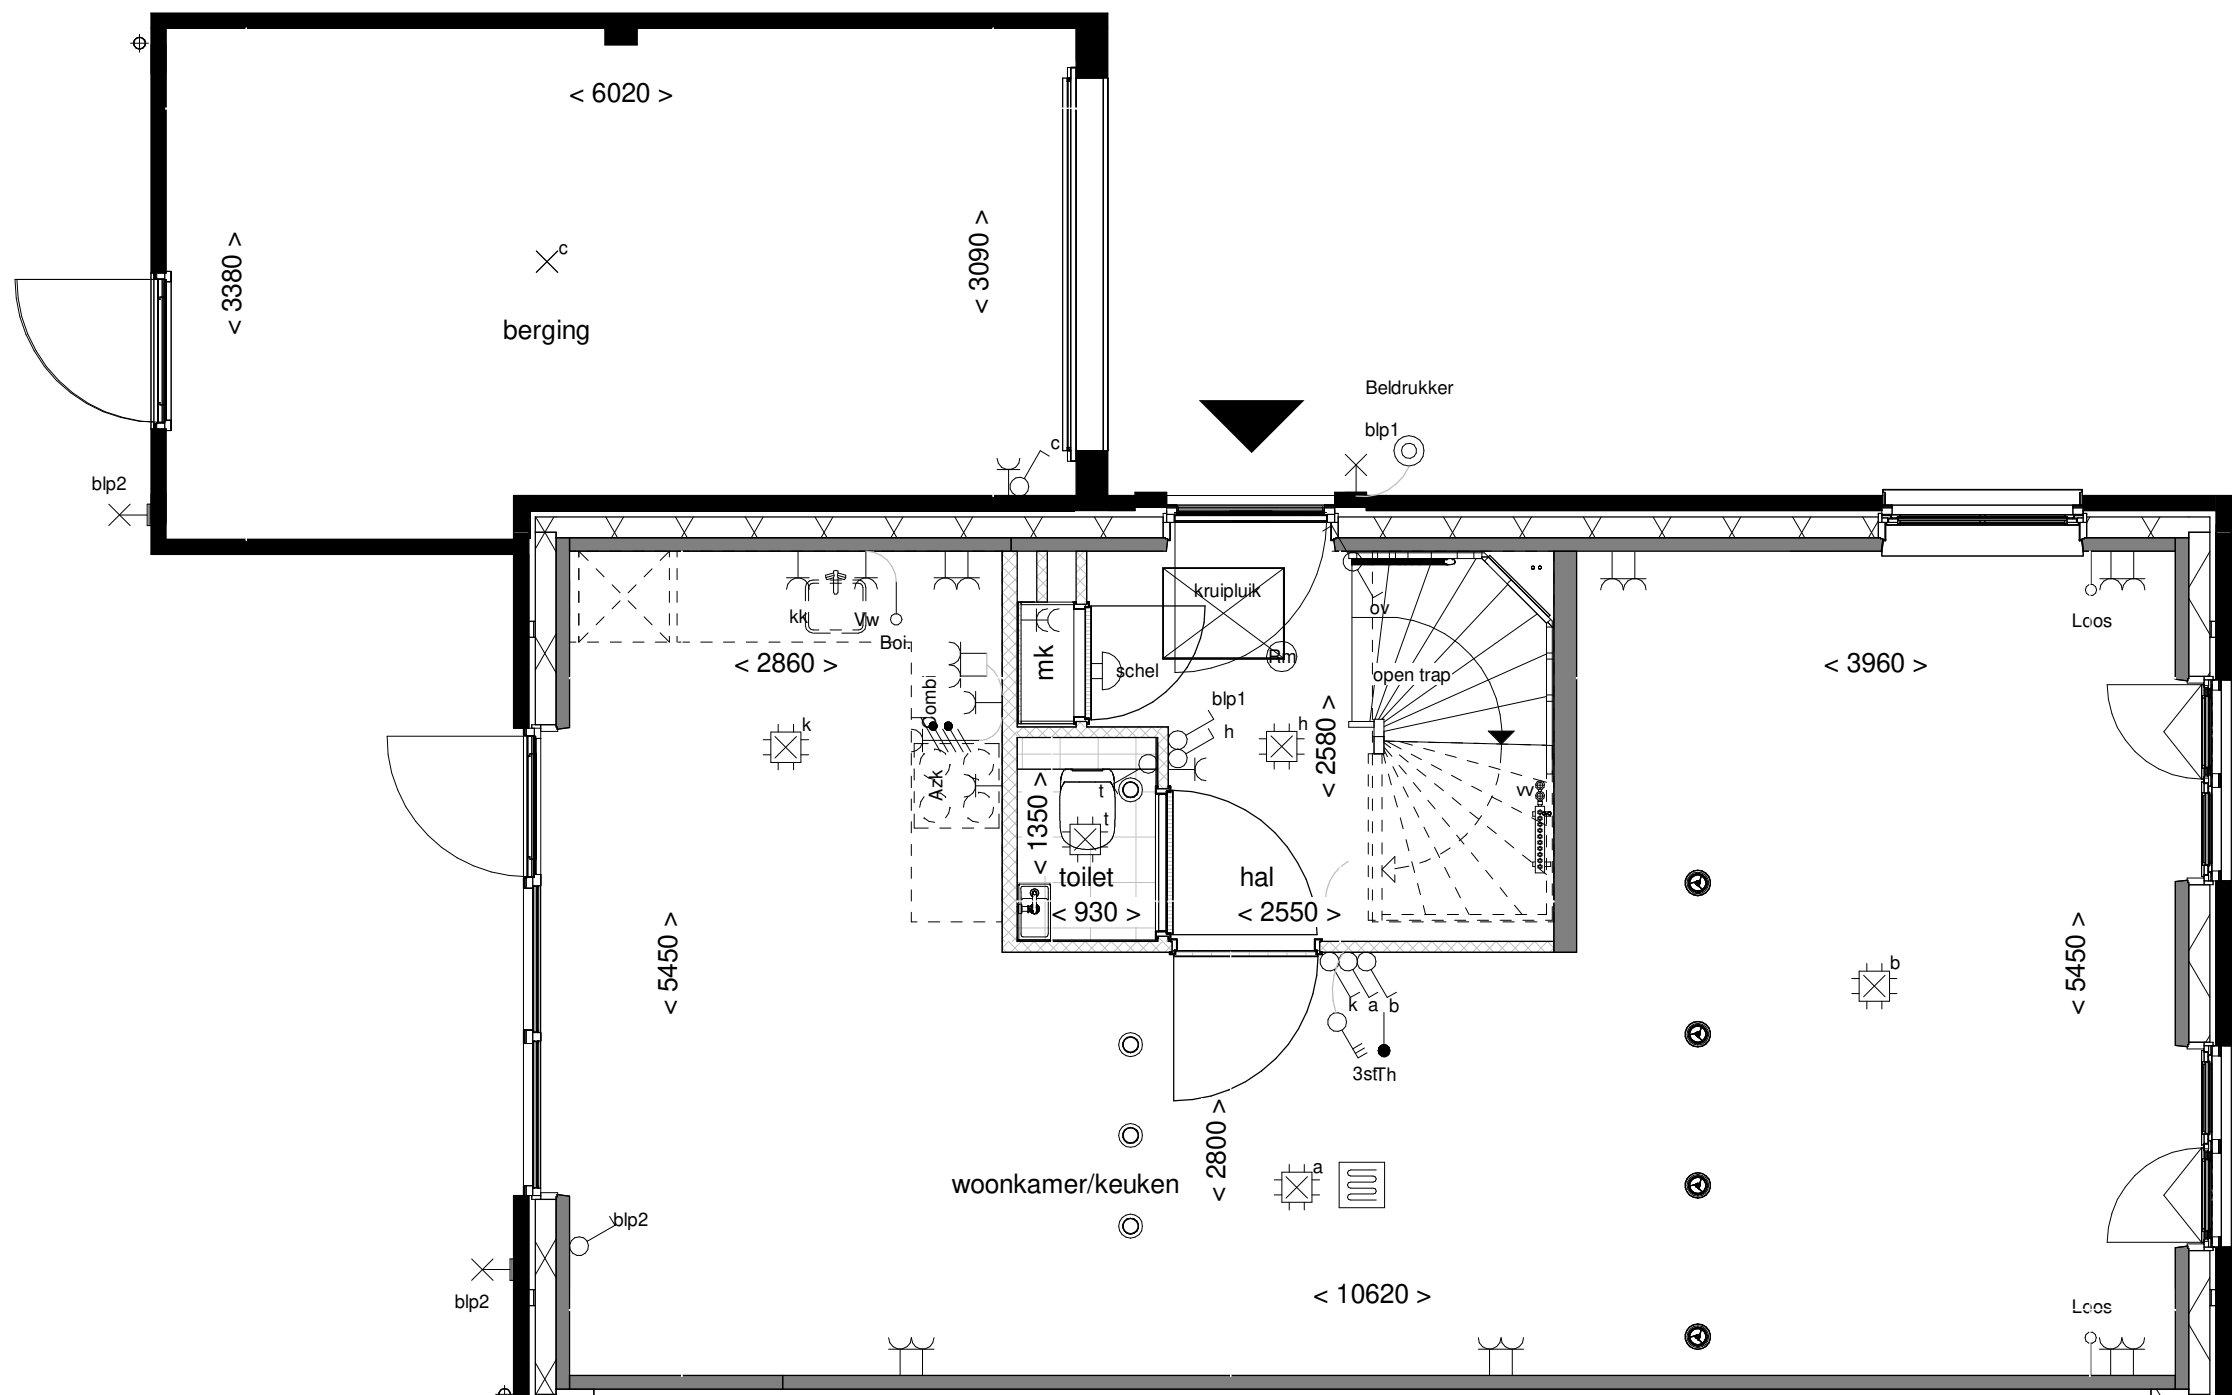 < 6020 >
< 3380 >
< 3090 >
c
berging
Beldrukker
blp1
c
blp2
kk
Vw
Boi.
kruipluik
ov
Loos
< 2860 >
mk
schel
Rm
open trap
< 3960 >
Combi
blp1
h
k
h
< 2580 >
Azk
< 1350 >
t
t
vv
toilet
hal
< 930 >
< 2550 >
< 5450 >
< 5450 >
b
k
a
b
3st
Th
< 2800 >
a
woonkamer/keuken
blp2
blp2
< 10620 >
Loos